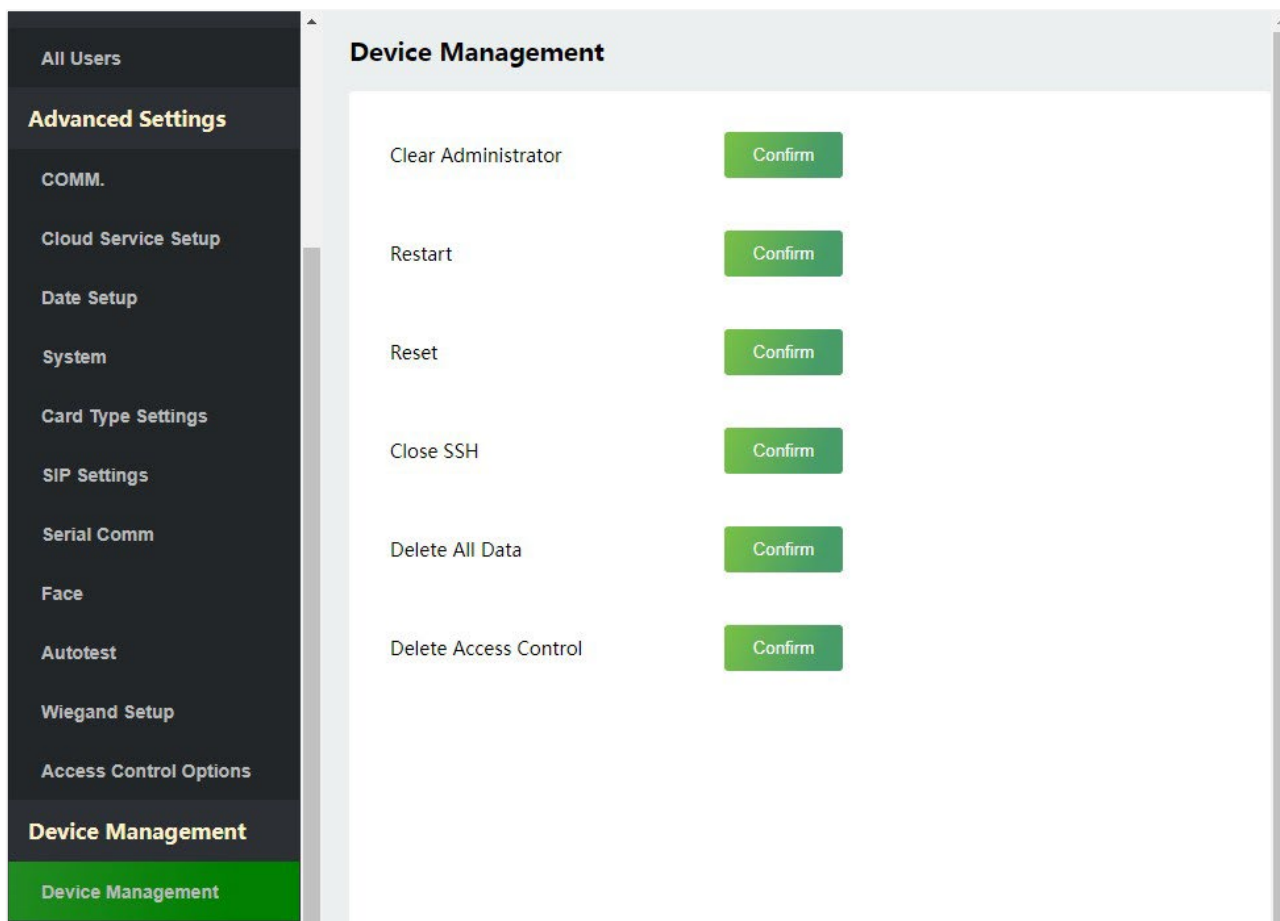 All Users
Advanced Settings
COMM.
Cloud Service Setup
Date Setup
System
Card Type Settings
SIP Settings
Serial Comm
Face
Autotest
Wiegand Setup
Access Control Options
Device Management
Device Management
Device Management
Clear Administrator Confirm
Restart Confirm
Reset Confirm
Close SSH Confirm
Delete All Data Confirm
Delete Access Control Confirm